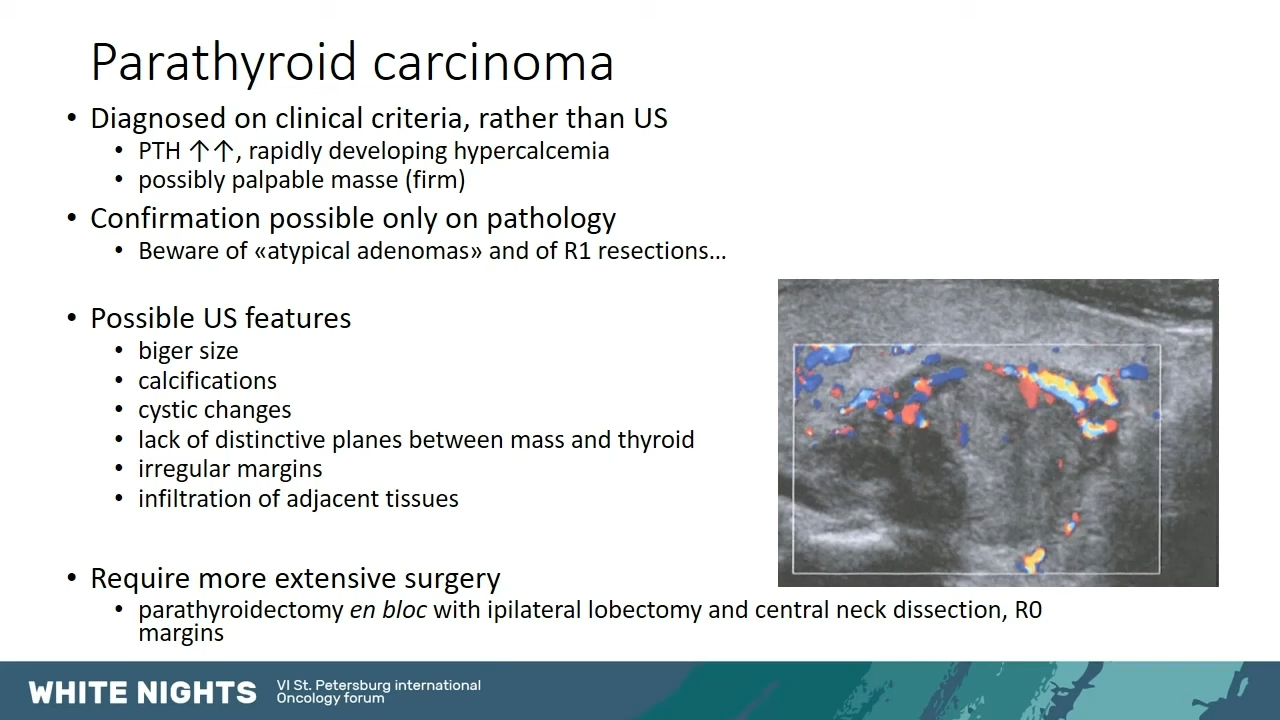 Parathyroid carcinoma
• Diagnosed on clinical criteria, rather than US
• PTH ↑↑, rapidly developing hypercalcemia
• possibly palpable masse (firm)
• Confirmation possible only on pathology
• Beware of «atypical adenomas» and of R1 resections...
• Possible US features
• biger size
• calcifications
• cystic changes
• lack of distinctive planes between mass and thyroid
• irregular margins
• infiltration of adjacent tissues
• Require more extensive surgery
• parathyroidectomy en bloc with ipilateral lobectomy and central neck dissection, R0
margins
WHITE NIGHTS
VI St. Petersburg international
Oncology forum